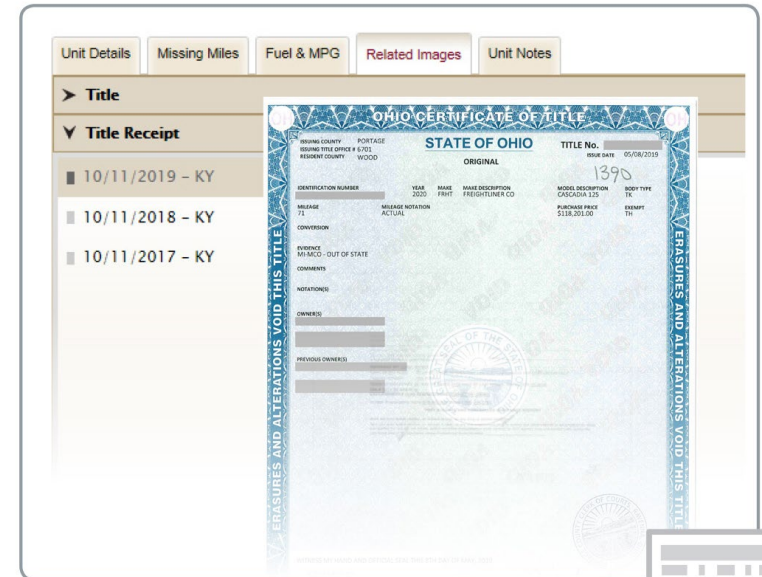 Unit Details Missing Miles Fuel & MPG Related Images Unit Notes
Title
Title Receipt
10/11/2019 – KY
10/11/2018 – KY
10/11/2017 – KY
OHIO CERTIFICATE OF TITLE
OH
ISSUING COUNTY PORTAGE
ISSUING TITLE OFFICE # 6701
RESIDENT COUNTY WOOD
STATE OF OHIO
ORIGINAL
TITLE No.
ISSUE DATE 05/08/2019
1390
IDENTIFICATION NUMBER YEAR MAKE MAKE DESCRIPTION MODEL DESCRIPTION BODY TYPE
2020 FRHT FREIGHTLINER CO CASCADIA 125 TK
MILEAGE MILEAGE NOTATION PURCHASE PRICE EXEMPT
71 ACTUAL $118,201.00 TH
CONVERSION
EVIDENCE
MI-MCO - OUT OF STATE
COMMENTS
NOTATION(S)
OWNER(S)
PREVIOUS OWNER(S)
ERASURES AND ALTERATIONS VOID THIS TITLE
ERASURES AND ALTERATIONS VOID THIS TITLE